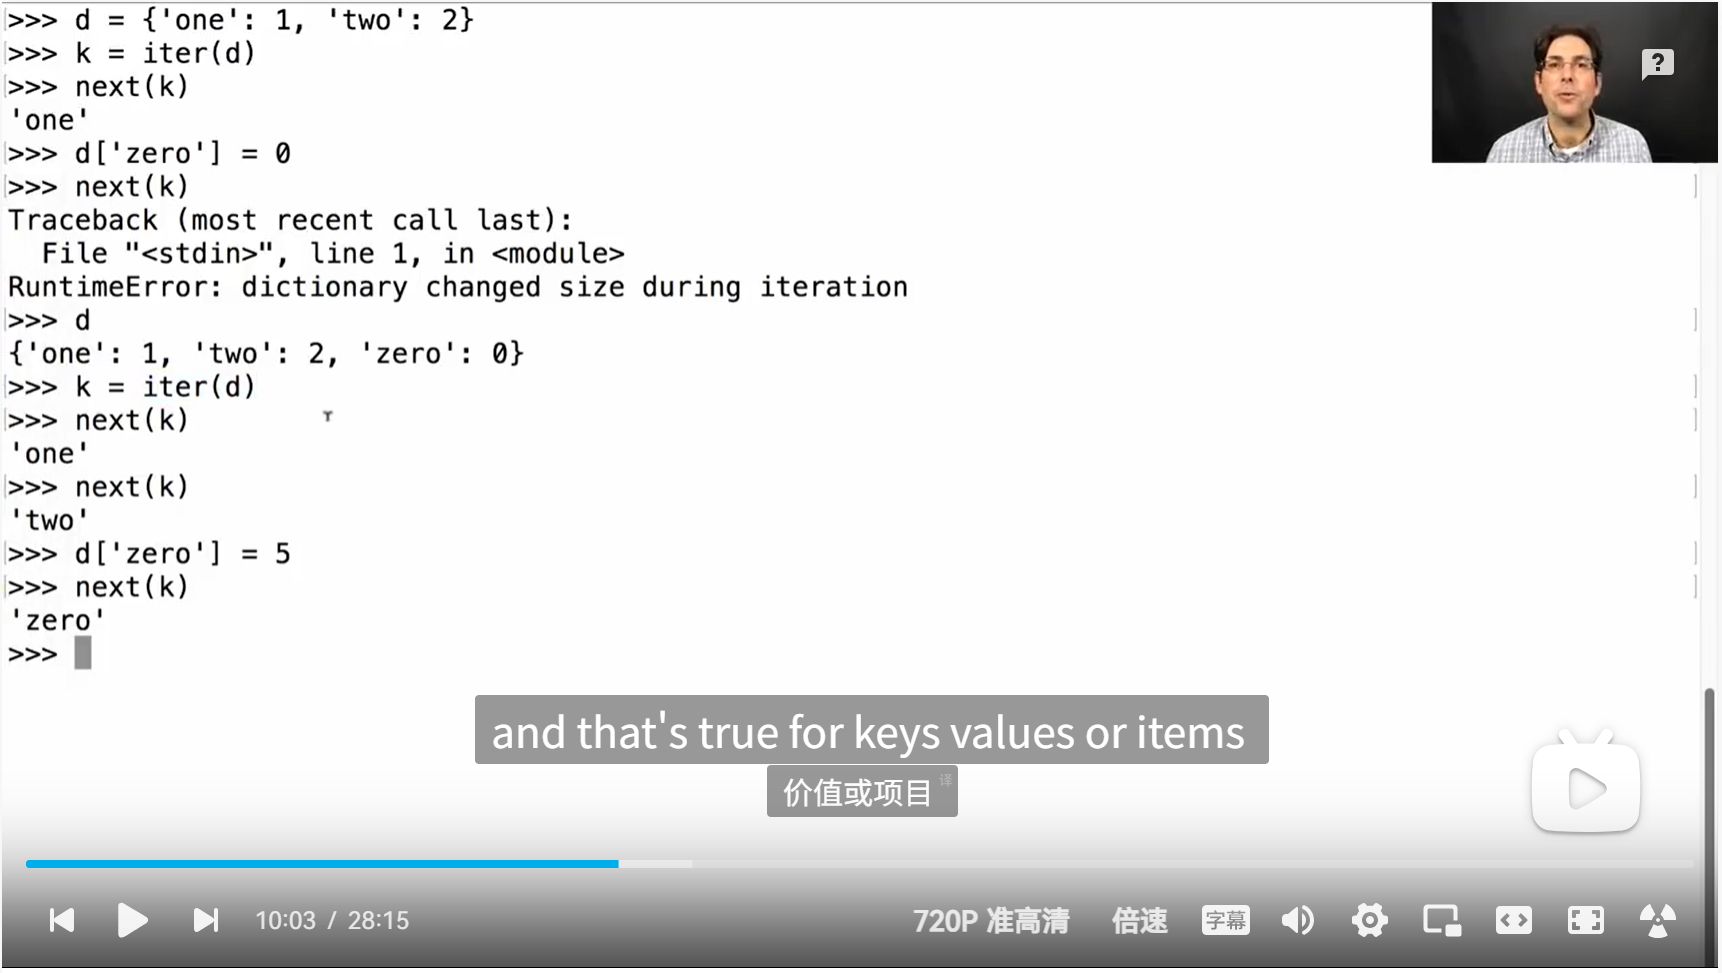 >>> d = {'one': 1, 'two': 2}
>>> k = iter(d)
>>> next(k)
'one'
>>> d['zero'] = 0
>>> next(k)
Traceback (most recent call last):
  File "<stdin>", line 1, in <module>
RuntimeError: dictionary changed size during iteration
>>> d
{'one': 1, 'two': 2, 'zero': 0}
>>> k = iter(d)
>>> next(k)
'one'
>>> next(k)
'two'
>>> d['zero'] = 5
>>> next(k)
'zero'
>>>
and that's true for keys values or items
价值或项目 译
10:03 / 28:15 720P 准高清 倍速 字幕